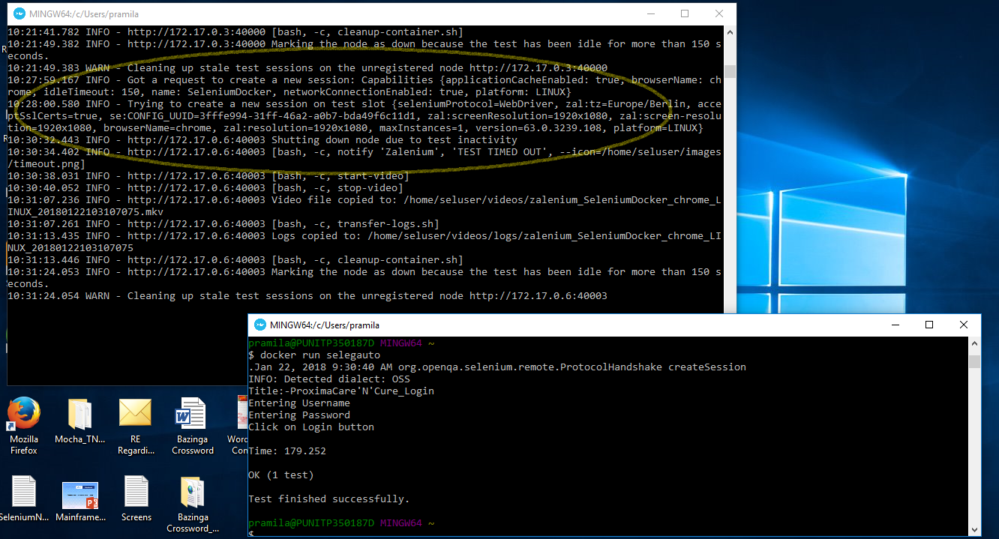 MINGW64:/c/Users/pramila
10:21:41.782 INFO - http://172.17.0.3:40000 [bash, -c, cleanup-container.sh]
10:21:49.382 INFO - http://172.17.0.3:40000 Marking the node as down because the test has been idle for more than 150 s
econds.
10:21:49.383 WARN - Cleaning up stale test sessions on the unregistered node http://172.17.0.3:40000
10:27:59.167 INFO - Got a request to create a new session: Capabilities {applicationCacheEnabled: true, browserName: ch
rome, idleTimeout: 150, name: SeleniumDocker, networkConnectionEnabled: true, platform: LINUX}
10:28:00.580 INFO - Trying to create a new session on test slot {seleniumProtocol=WebDriver, zal:tz=Europe/Berlin, acce
ptSslCerts=true, se:CONFIG_UUID=3fffe994-31ff-46a2-a0b7-bda49f6c11d1, zal:screenResolution=1920x1080, zal:screen-resolu
tion=1920x1080, browserName=chrome, zal:resolution=1920x1080, maxInstances=1, version=63.0.3239.108, platform=LINUX}
10:30:32.443 INFO - http://172.17.0.6:40003 Shutting down node due to test inactivity
10:30:34.402 INFO - http://172.17.0.6:40003 [bash, -c, notify 'Zalenium', 'TEST TIMED OUT', --icon=/home/seluser/images
/timeout.png]
10:30:38.031 INFO - http://172.17.0.6:40003 [bash, -c, start-video]
10:30:40.052 INFO - http://172.17.0.6:40003 [bash, -c, stop-video]
10:31:07.236 INFO - http://172.17.0.6:40003 Video file copied to: /home/seluser/videos/zalenium_SeleniumDocker_chrome_L
INUX_20180122103107075.mkv
10:31:07.261 INFO - http://172.17.0.6:40003 [bash, -c, transfer-logs.sh]
10:31:13.435 INFO - http://172.17.0.6:40003 Logs copied to: /home/seluser/videos/logs/zalenium_SeleniumDocker_chrome_LI
NUX_20180122103107075
10:31:13.446 INFO - http://172.17.0.6:40003 [bash, -c, cleanup-container.sh]
10:31:24.053 INFO - http://172.17.0.6:40003 Marking the node as down because the test has been idle for more than 150 s
econds.
10:31:24.054 WARN - Cleaning up stale test sessions on the unregistered node http://172.17.0.6:40003
MINGW64:/c/Users/pramila
pramila@PUNITP350187D MINGW64 ~
$ docker run selegauto
.Jan 22, 2018 9:30:40 AM org.openqa.selenium.remote.ProtocolHandshake createSession
INFO: Detected dialect: OSS
Title:-ProximaCare'N'Cure_Login
Entering Username
Entering Password
Click on Login button
Time: 179.252
OK (1 test)
Test finished successfully.
pramila@PUNITP350187D MINGW64 ~
$
Mozilla
Firefox
Mocha_TN...
RE
Regardi...
Bazinga
Crossword
Word
Con
SeleniumN...
Mainframe...
Screens
Bazinga
Crossword_...